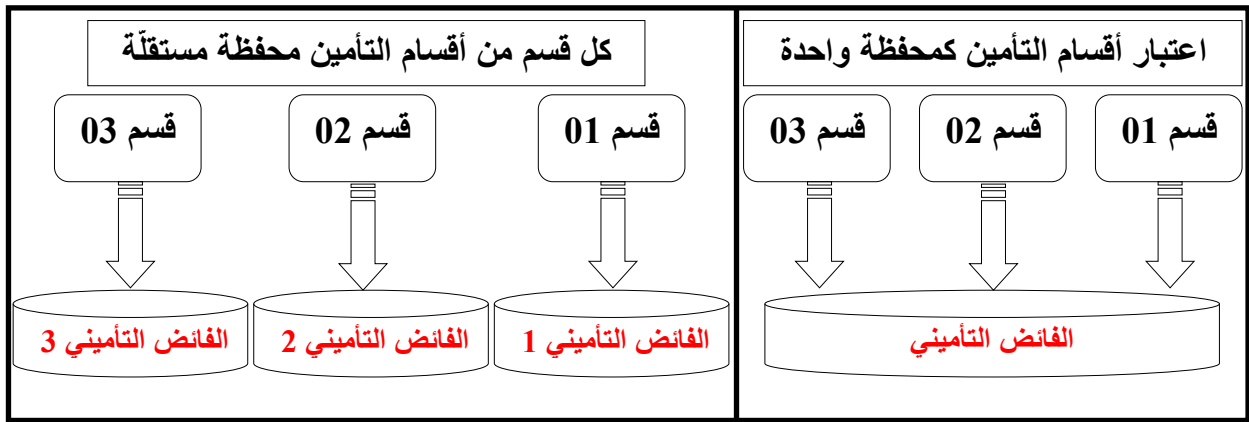 اعتبار أقسام التأمين كمحفظة واحدة
قسم 01
قسم 02
قسم 03
الفائض التأميني
كل قسم من أقسام التأمين محفظة مستقلّة
قسم 01
قسم 02
قسم 03
الفائض التأميني 1
الفائض التأميني 2
الفائض التأميني 3